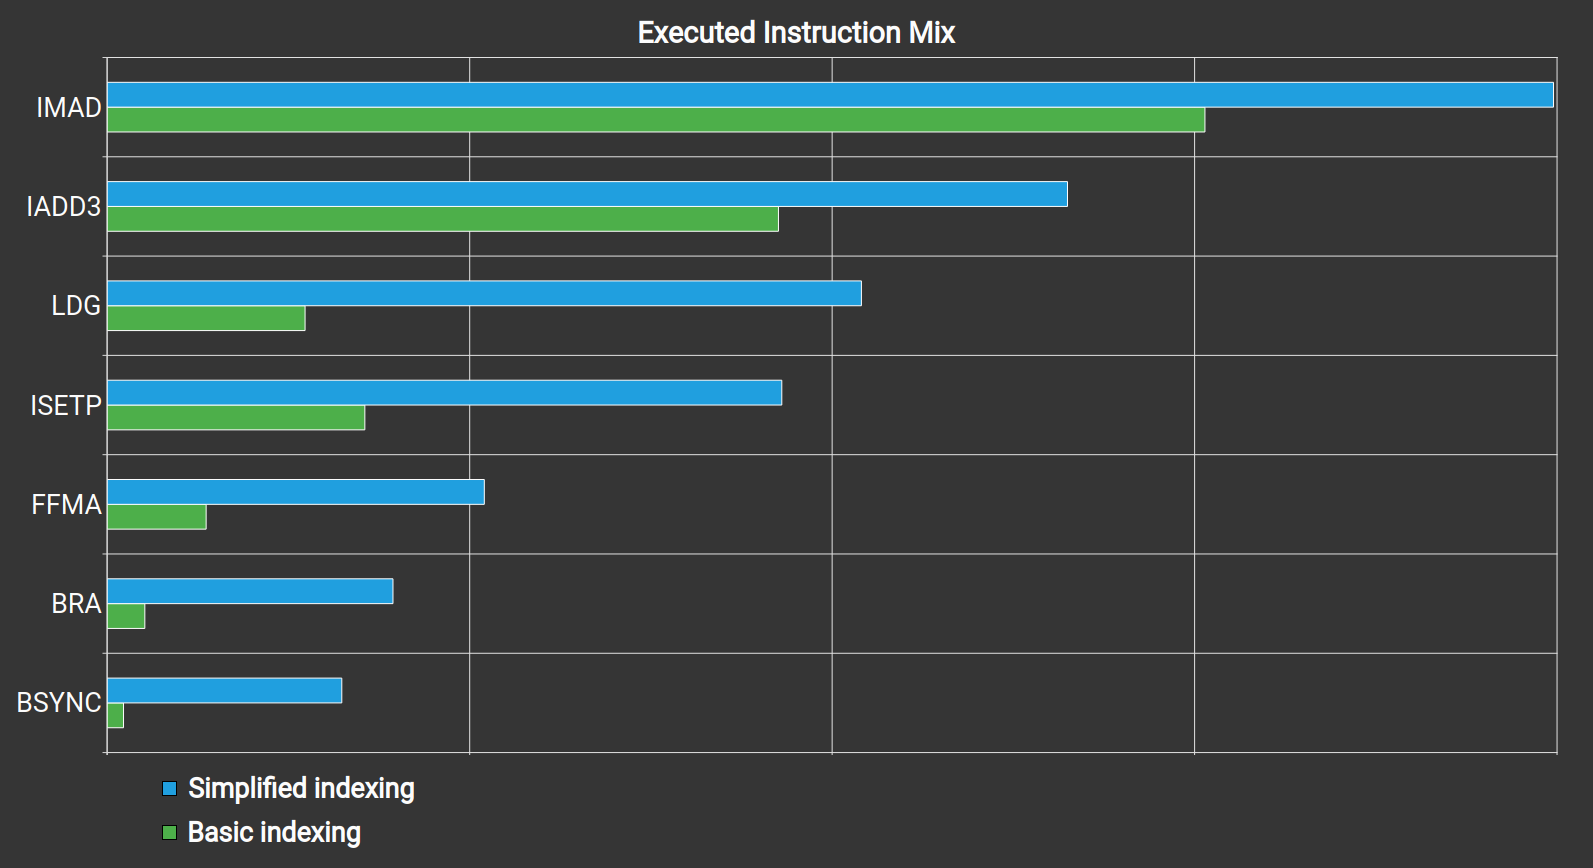 Executed Instruction Mix
IMAD
IADD3
LDG
ISETP
FFMA
BRA
BSYNC
Simplified indexing
Basic indexing